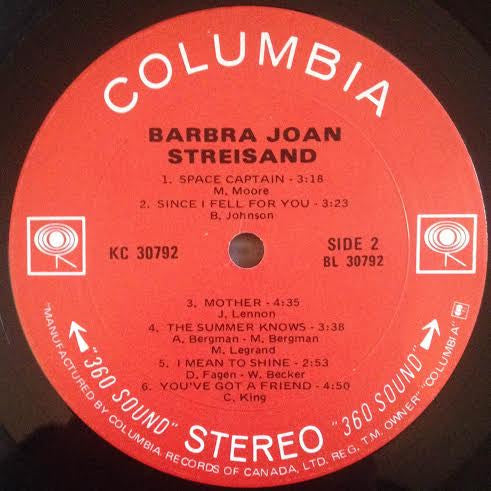 COLUMBIA
BARBRA JOAN
STREISAND
1. SPACE CAPTAIN - 3:18
M. Moore
2. SINCE I FELL FOR YOU - 3:23
B. Johnson
KC 30792
SIDE 2
BL 30792
3. MOTHER - 4:35
J. Lennon
4. THE SUMMER KNOWS - 3:38
A. Bergman - M. Bergman
M. Legrand
5. I MEAN TO SHINE - 2:53
D. Fagen - W. Becker
6. YOU'VE GOT A FRIEND - 4:50
C. King
"360 SOUND" STEREO "360 SOUND"
"MANUFACTURED BY COLUMBIA RECORDS OF CANADA, LTD. REG. T.M. OWNER" "COLUMBIA"